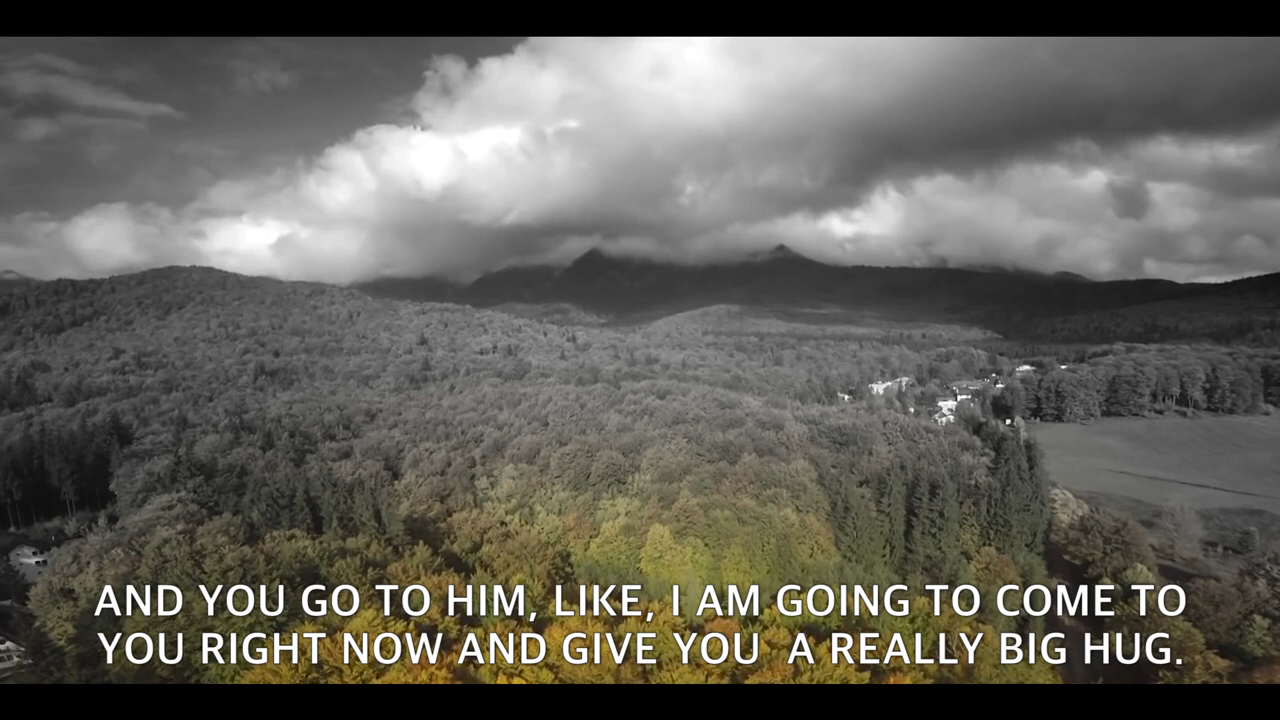 AND YOU GO TO HIM, LIKE, I AM GOING TO COME TO
YOU RIGHT NOW AND GIVE YOU  A REALLY BIG HUG.